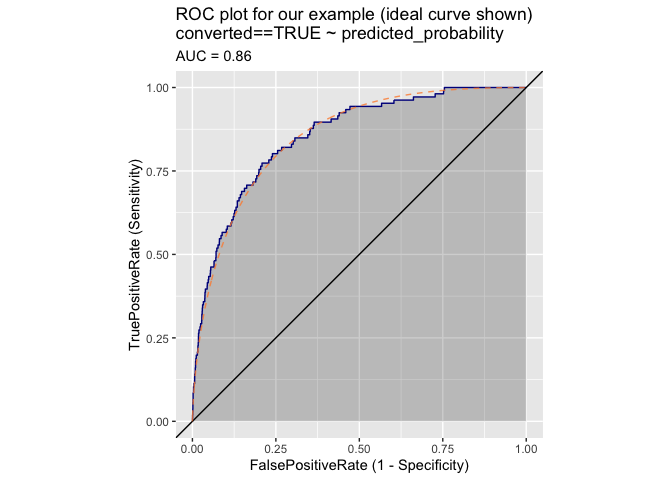 ROC plot for our example (ideal curve shown)
converted==TRUE ~ predicted_probability
AUC = 0.86
1.00
0.75
0.50
0.25
0.00
TruePositiveRate (Sensitivity)
0.00 0.25 0.50 0.75 1.00
FalsePositiveRate (1 - Specificity)